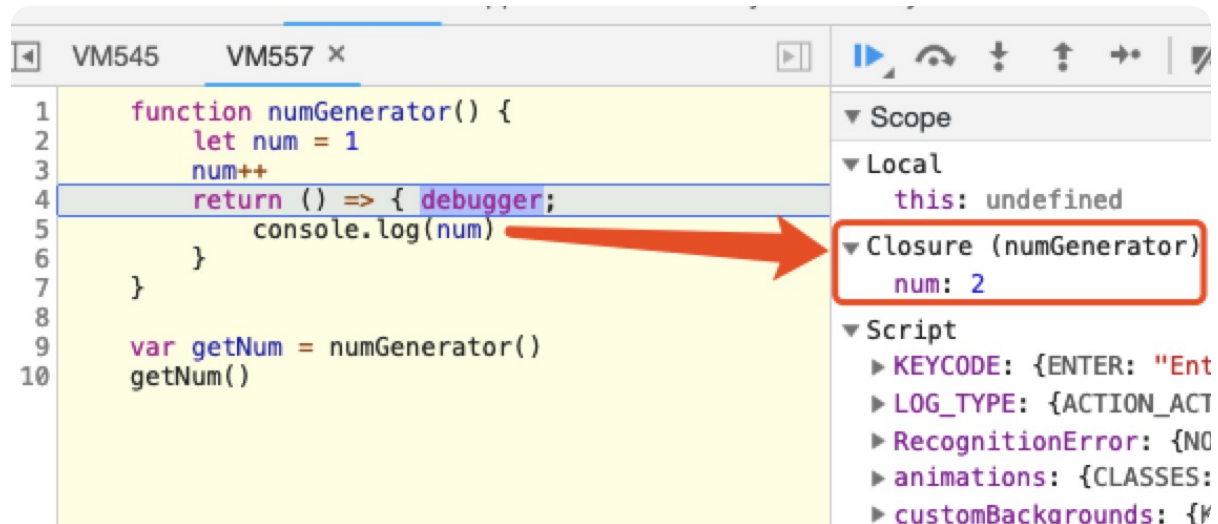 VM545 VM557 ×
1 function numGenerator() {
2 let num = 1
3 num++
4 return () => { debugger;
5 console.log(num)
6 }
7 }
8
9 var getNum = numGenerator()
10 getNum()
Scope
Local
this: undefined
Closure (numGenerator)
num: 2
Script
KEYCODE: {ENTER: "Ent
LOG_TYPE: {ACTION_ACT
RecognitionError: {NO
animations: {CLASSES:
customBackgrounds: {